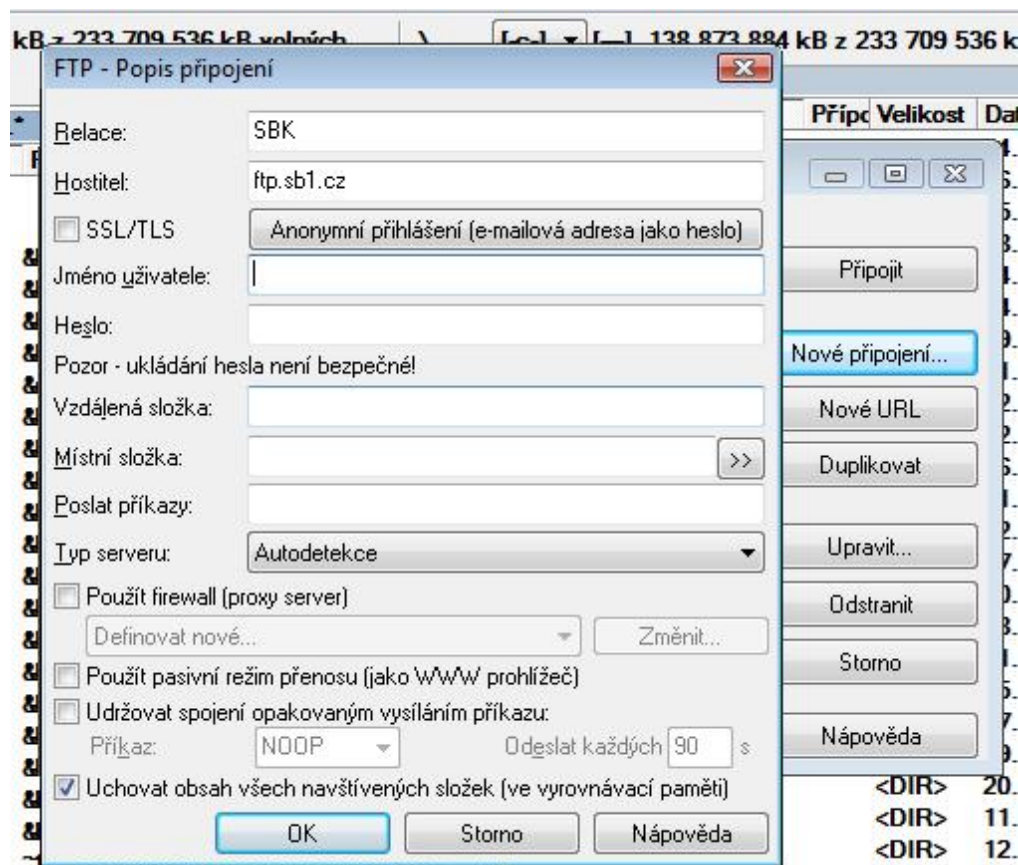 kB z 233 709 536 kB volných \ [-c-] [---] 138 873 884 kB z 233 709 536 k
FTP - Popis připojení
Přípo Velikost Dat
Relace: SBK
Hostitel: ftp.sb1.cz
SSL/TLS Anonymní přihlášení (e-mailová adresa jako heslo)
Jméno uživatele:
Heslo:
Pozor - ukládání hesla není bezpečné!
Vzdálená složka:
Místní složka: >>
Poslat příkazy:
Typ serveru: Autodetekce
Použít firewall (proxy server)
Definovat nové... Změnit...
Použít pasivní režim přenosu (jako WWW prohlížeč)
Udržovat spojení opakovaným vysíláním příkazu:
Příkaz: NOOP Odeslat každých 90 s
Uchovat obsah všech navštívených složek (ve vyrovnávací paměti)
OK Storno Nápověda
Připojit
Nové připojení...
Nové URL
Duplikovat
Upravit...
Odstranit
Storno
Nápověda
<DIR> 20.
<DIR> 11.
<DIR> 12.